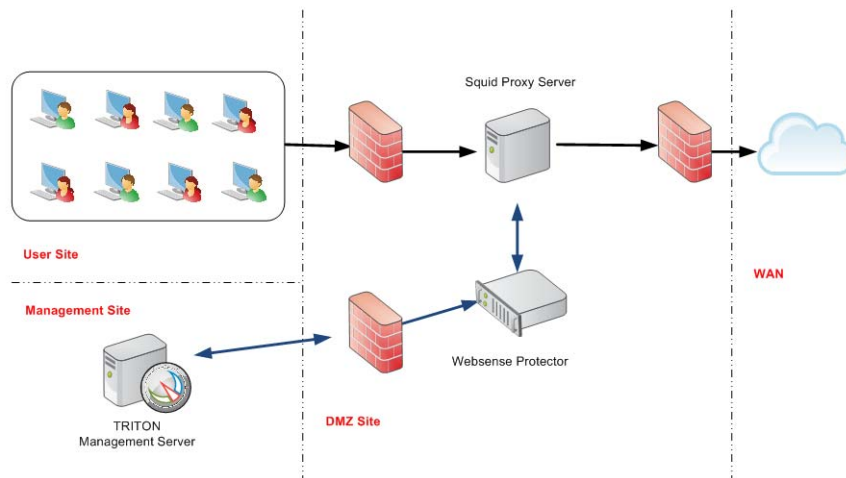 Squid Proxy Server
User Site
WAN
Management Site
Websense Protector
DMZ Site
TRITON
Management Server